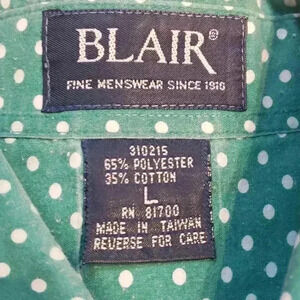 BLAIR®
FINE MENSWEAR SINCE 1910
310215
65% POLYESTER
35% COTTON
L
RN 81700
MADE IN TAIWAN
REVERSE FOR CARE